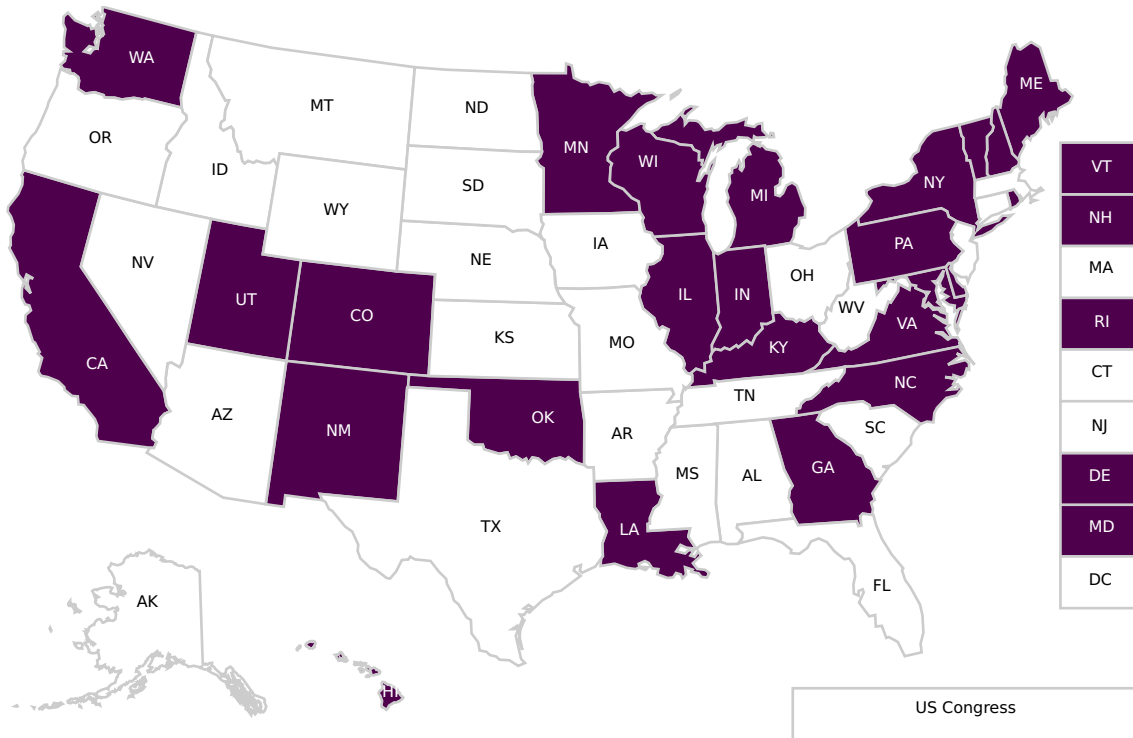 WA
ME
MT
ND
OR
MN
VT
ID
WI
SD
NY
MI
WY
NH
IA
PA
NE
NV
MA
OH
UT
IL
IN
WV
CO
RI
VA
KS
MO
KY
CA
CT
NC
TN
AZ
OK
NM
AR
SC
NJ
GA
MS
AL
DE
TX
LA
MD
DC
FL
AK
HI
US Congress